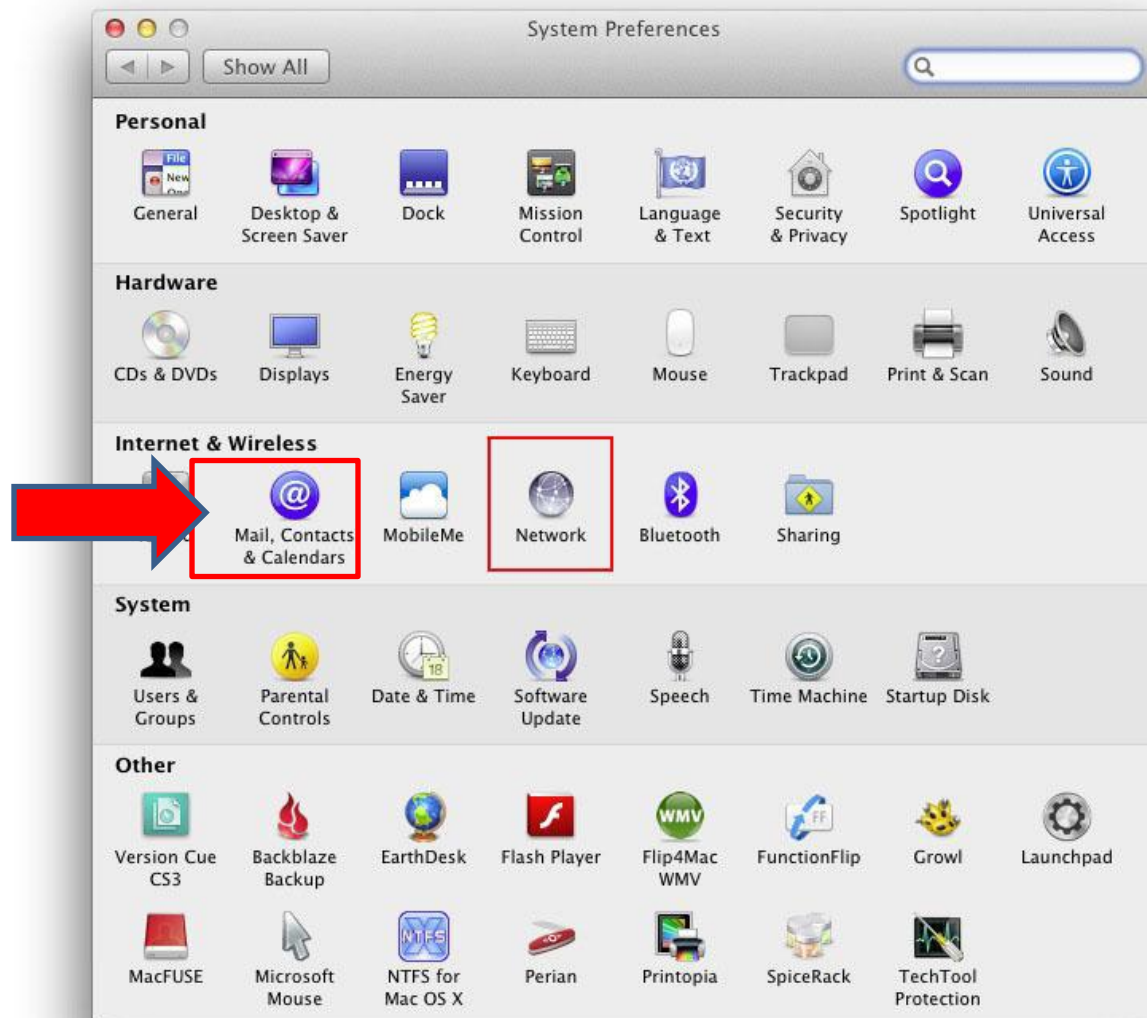 System Preferences
Show All
Personal
File
New
General
Desktop &
Screen Saver
Dock
Mission
Control
Language
& Text
Security
& Privacy
Spotlight
Universal
Access
Hardware
CDs & DVDs
Displays
Energy
Saver
Keyboard
Mouse
Trackpad
Print & Scan
Sound
Internet & Wireless
@
Mail, Contacts
& Calendars
MobileMe
Network
Bluetooth
Sharing
System
Users &
Groups
Parental
Controls
18
Date & Time
Software
Update
Speech
Time Machine
?
Startup Disk
Other
Version Cue
CS3
Backblaze
Backup
EarthDesk
Flash Player
WMV
Flip4Mac
WMV
FF
FunctionFlip
Growl
Launchpad
MacFUSE
Microsoft
Mouse
NTFS
NTFS for
Mac OS X
Perian
Printopia
SpiceRack
TechTool
Protection